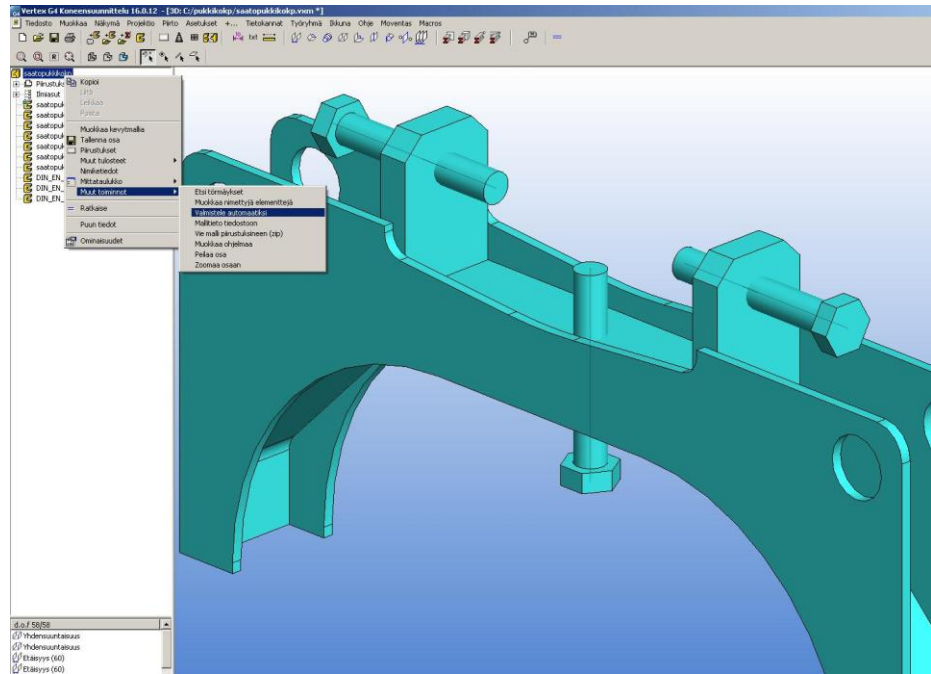 Vertex G4 Koneensuunnittelu 16.0.12 - [3D: C:/pukkikokp/saatopukkikokp.vxm *]
Tiedosto Muokkaa Näkymä Projektio Piirto Asetukset +... Tietokannat Työryhmä Ikkuna Ohje Moventas Macros
txt
saatopukkikokp
Piirustuk
Ilmiasut
saatopuk
saatopuk
saatopuk
saatopuk
saatopuk
saatopuk
saatopuk
DIN_EN_
DIN_EN_
DIN_EN_
Kopioi
Liitä
Leikkaa
Poista
Muokkaa kevytmallia
Tallenna osa
Piirustukset
Muut tulosteet
Nimiketiedot
Mittataulukko
Muut toiminnot
Ratkaise
Puun tiedot
Ominaisuudet
Etsi törmäykset
Muokkaa nimettyjä elementtejä
Valmistele automaatiksi
Mallitieto tiedostoon
Vie malli piirustuksineen (zip)
Muokkaa ohjelmaa
Peilaa osa
Zoomaa osaan
d.o.f 58/58
Yhdensuuntaisuus
Yhdensuuntaisuus
Etäisyys (60)
Etäisyys (60)